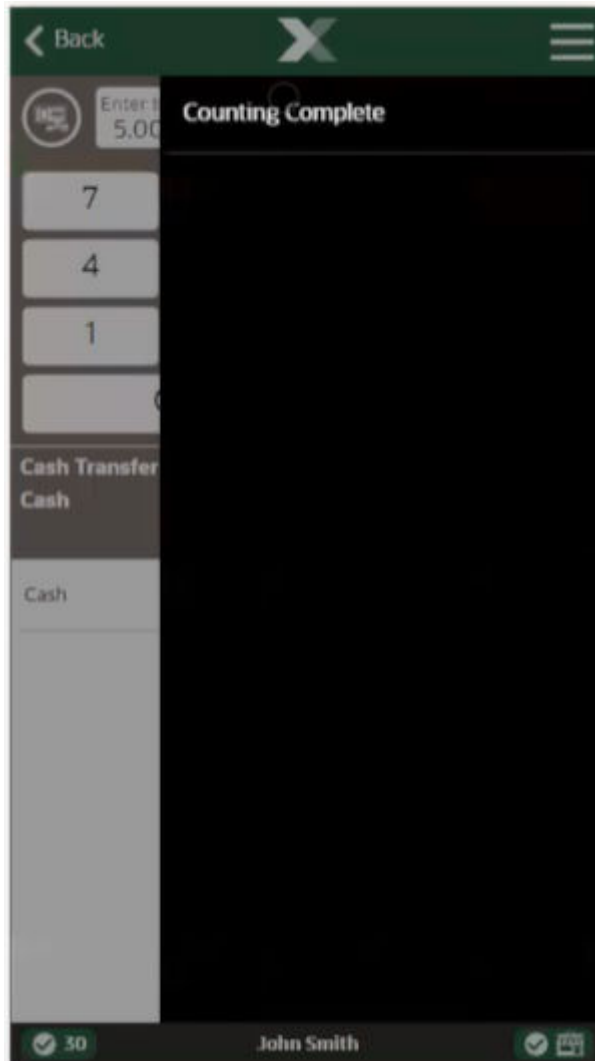 Back
Enter
5.00
Counting Complete
7
4
1
Cash Transfer
Cash
Cash
30
John Smith